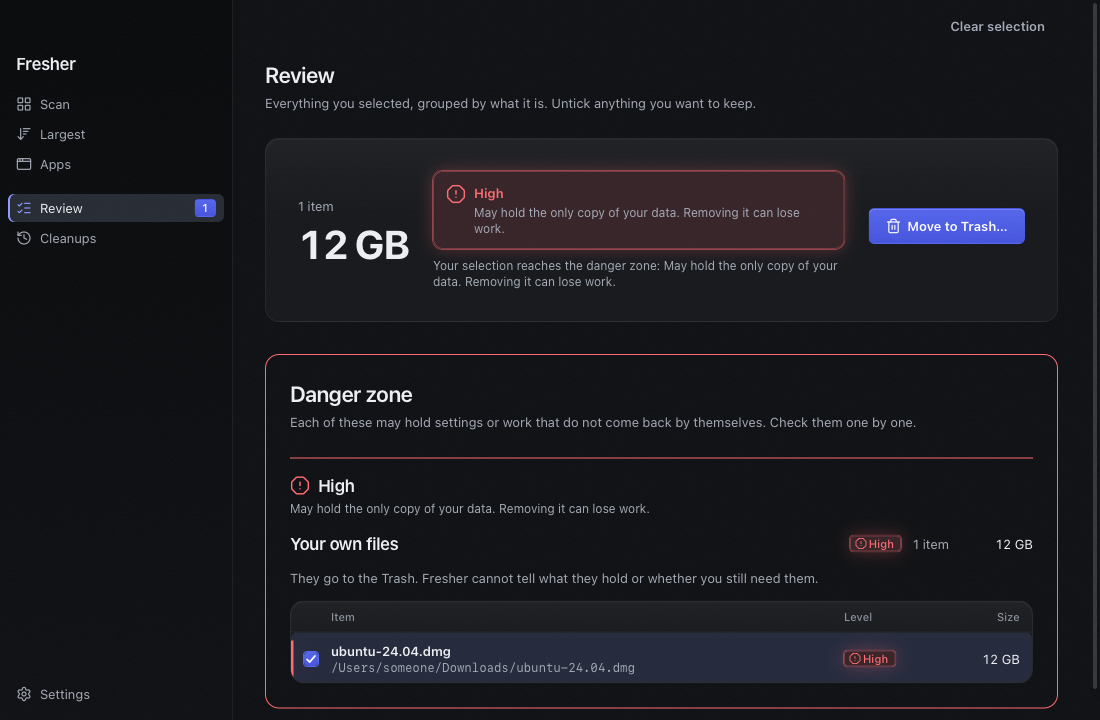 Clear selection
Fresher
Scan
Largest
Apps
Review 1
Cleanups
Settings
Review
Everything you selected, grouped by what it is. Untick anything you want to keep.
1 item
12 GB
High
May hold the only copy of your data. Removing it can lose
work.
Your selection reaches the danger zone: May hold the only copy of your
data. Removing it can lose work.
Move to Trash...
Danger zone
Each of these may hold settings or work that do not come back by themselves. Check them one by one.
High
May hold the only copy of your data. Removing it can lose work.
Your own files High 1 item 12 GB
They go to the Trash. Fresher cannot tell what they hold or whether you still need them.
Item Level Size
ubuntu-24.04.dmg
/Users/someone/Downloads/ubuntu-24.04.dmg
High 12 GB